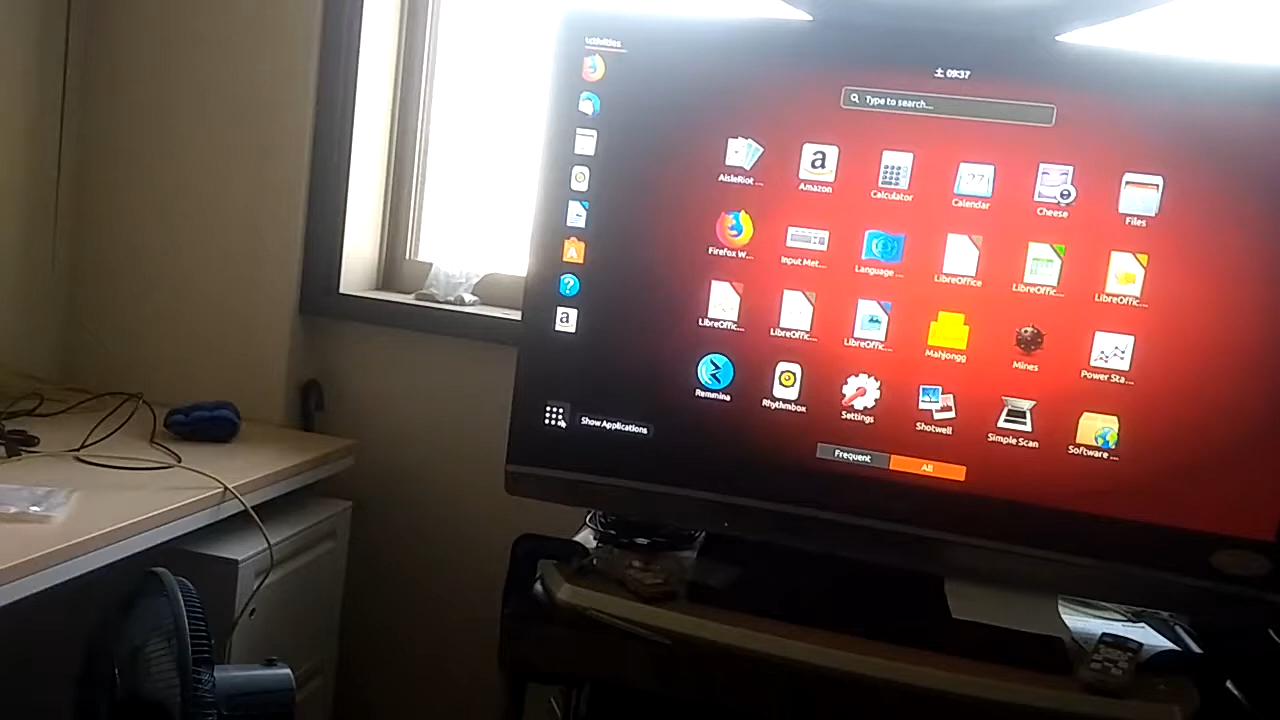 Activities
土 09:37
Type to search...
AisleRiot ...
Amazon
Calculator
Calendar
Cheese
Files
Firefox W...
Input Met...
Language ...
LibreOffice
LibreOffic...
LibreOffic...
LibreOffic...
LibreOffic...
LibreOffic...
Mahjongg
Mines
Power Sta...
Remmina
Rhythmbox
Settings
Shotwell
Simple Scan
Software ...
Show Applications
Frequent
All